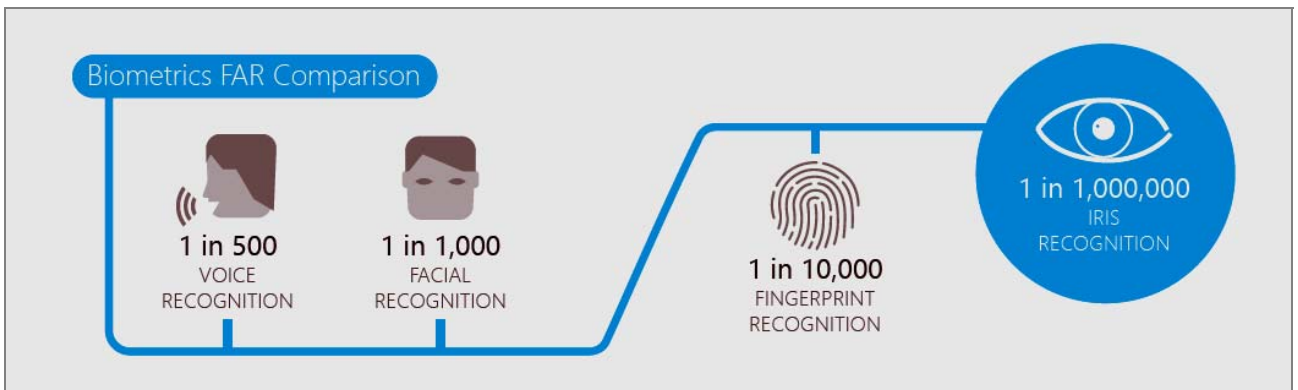 Biometrics FAR Comparison
1 in 500
VOICE
RECOGNITION
1 in 1,000
FACIAL
RECOGNITION
1 in 10,000
FINGERPRINT
RECOGNITION
1 in 1,000,000
IRIS
RECOGNITION